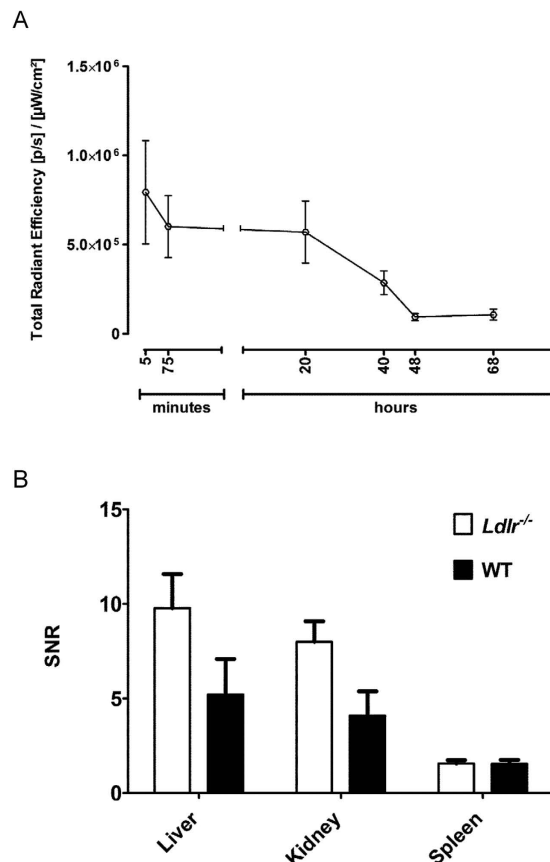 A
Total Radiant Efficiency [p/s] / [µW/cm²]
1.5×10⁶
1.0×10⁶
5.0×10⁵
0
5
75
20
40
48
68
minutes
hours
B
SNR
15
10
5
0
Ldlr⁻/⁻
WT
Liver
Kidney
Spleen